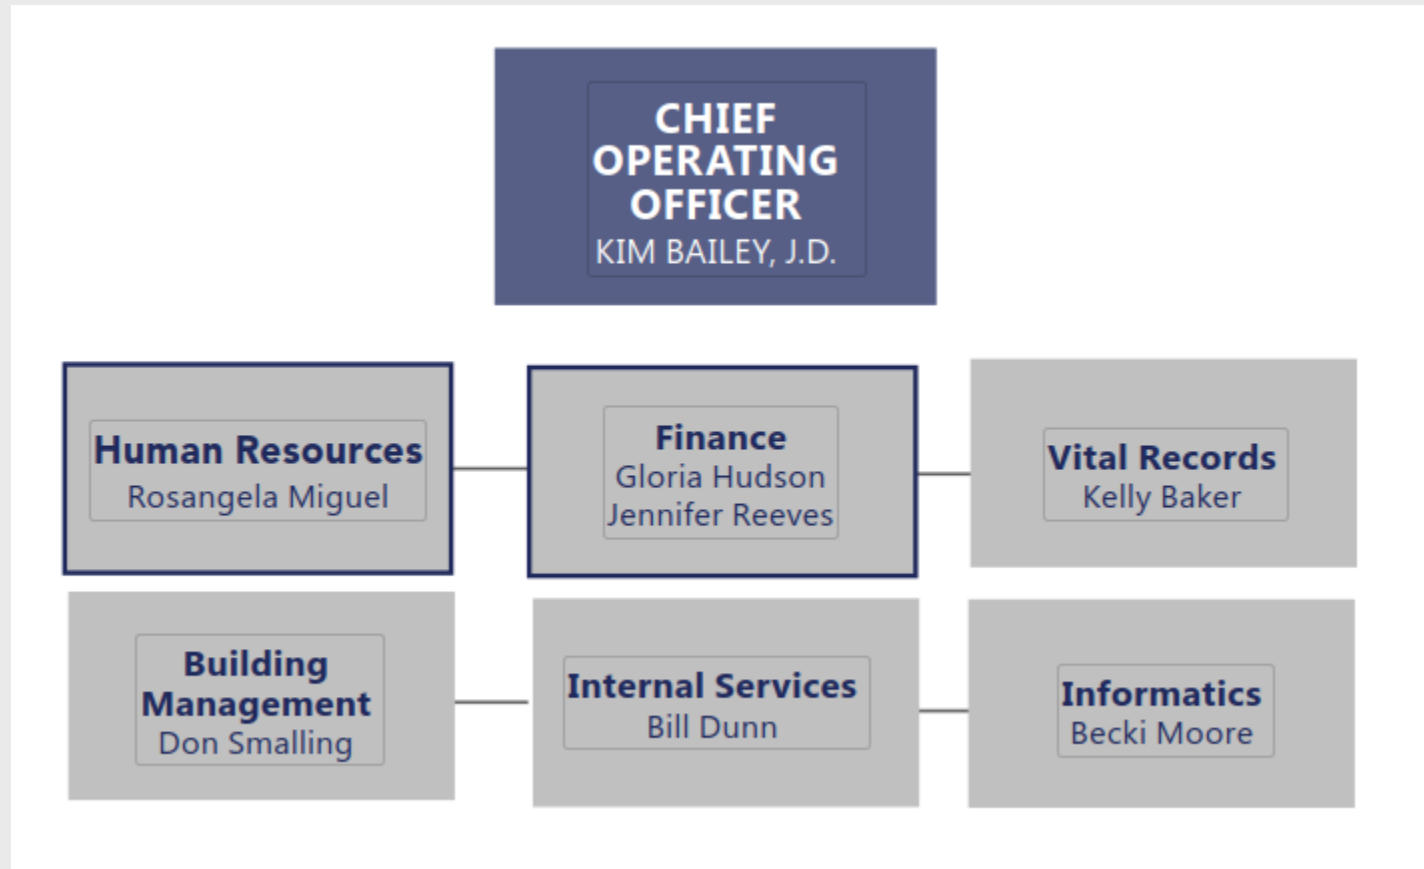 CHIEF
OPERATING
OFFICER
KIM BAILEY, J.D.
Human Resources
Rosangela Miguel
Finance
Gloria Hudson
Jennifer Reeves
Vital Records
Kelly Baker
Building
Management
Don Smalling
Internal Services
Bill Dunn
Informatics
Becki Moore